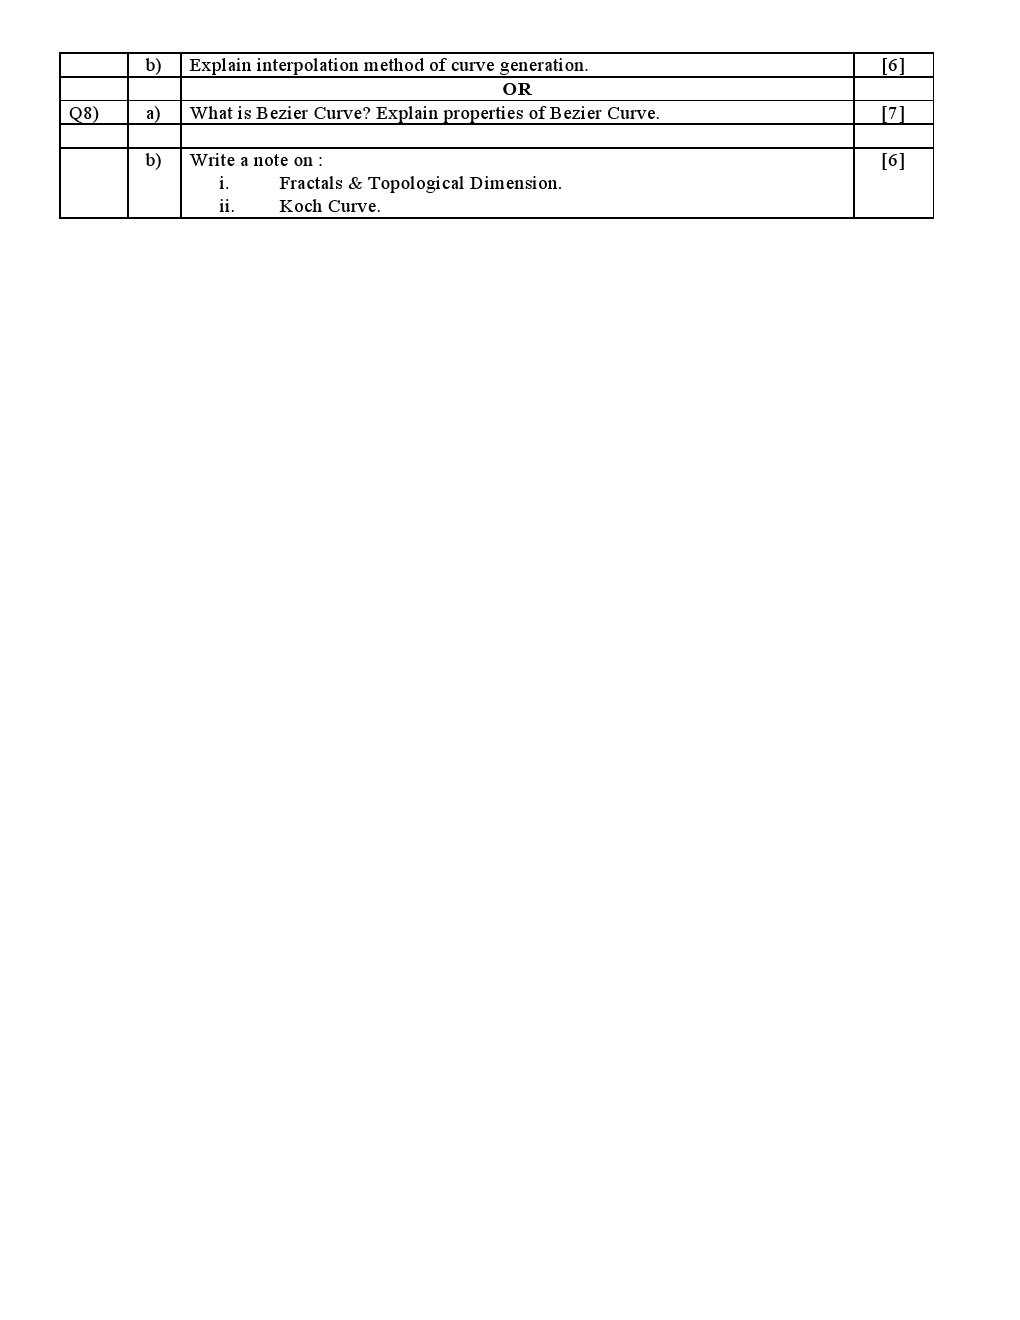 b) Explain interpolation method of curve generation. [6]
OR
Q8) a) What is Bezier Curve? Explain properties of Bezier Curve. [7]
b) Write a note on : [6]
i. Fractals & Topological Dimension.
ii. Koch Curve.